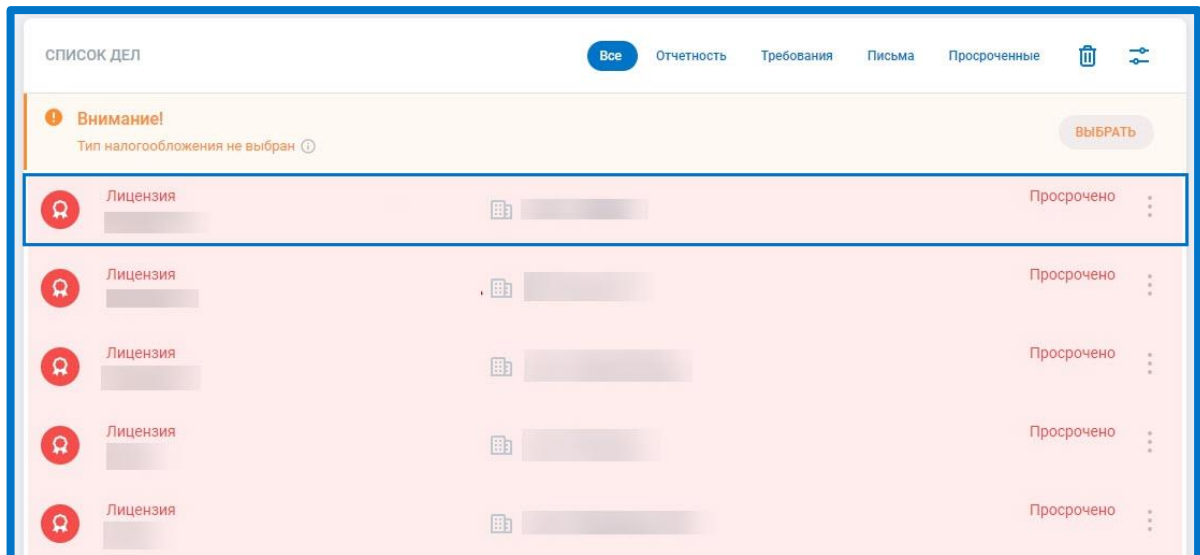 СПИСОК ДЕЛ Все Отчетность Требования Письма Просроченные
Внимание!
Тип налогообложения не выбран
ВЫБРАТЬ
Лицензия Просрочено
Лицензия Просрочено
Лицензия Просрочено
Лицензия Просрочено
Лицензия Просрочено